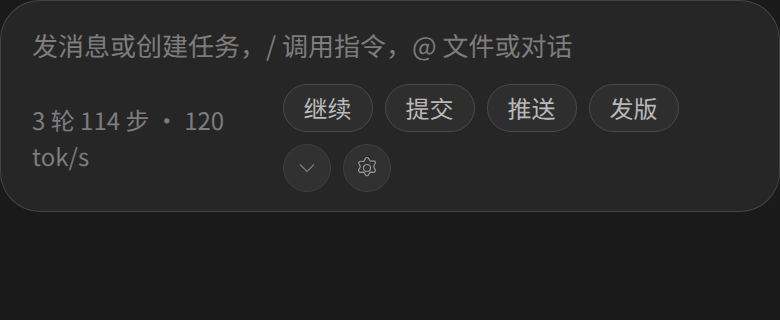 发消息或创建任务，/ 调用指令，@ 文件或对话
3 轮 114 步 · 120 tok/s
继续 提交 推送 发版